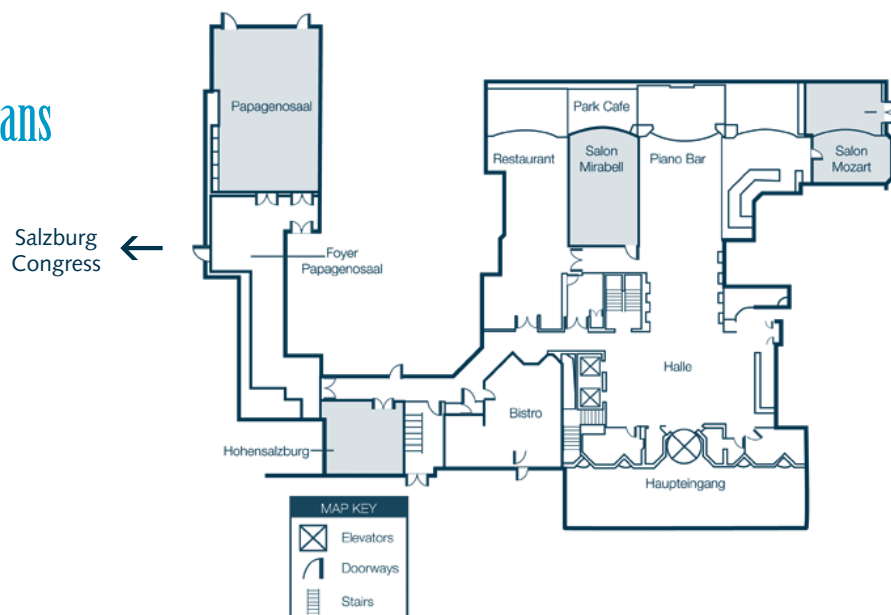 ans
Papagenosaal
Park Cafe
Restaurant
Salon
Mirabell
Piano Bar
Salon
Mozart
Salzburg
Congress
Foyer
Papagenosaal
Halle
Bistro
Hohensalzburg
Haupteingang
MAP KEY
Elevators
Doorways
Stairs